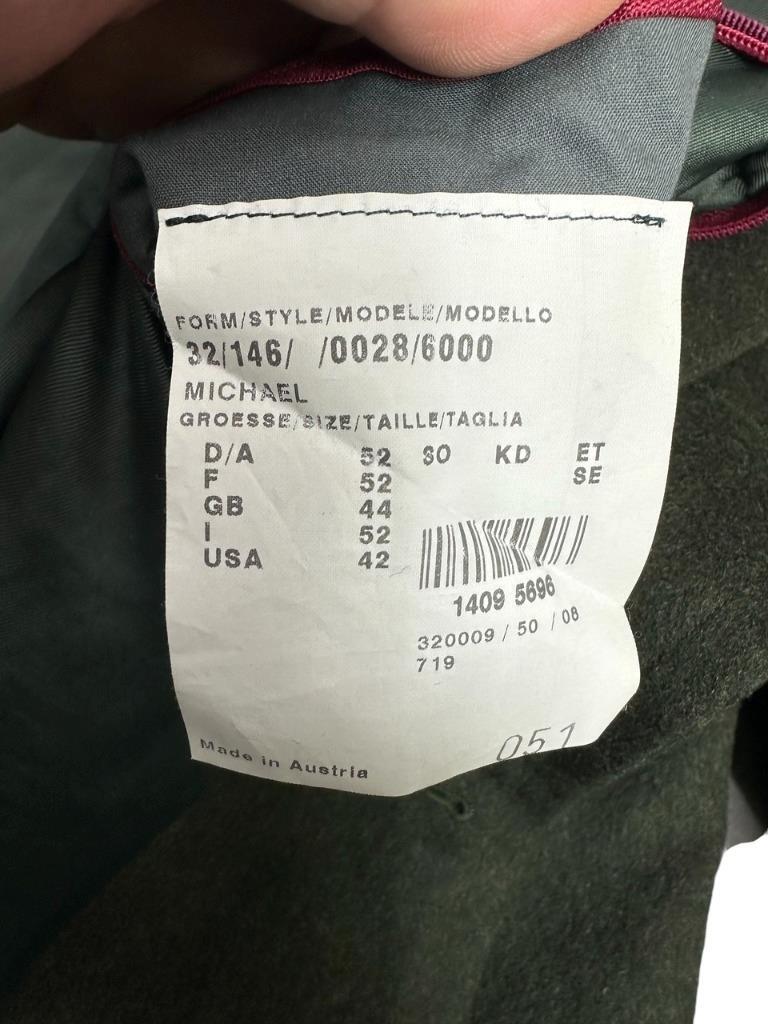 FORM/STYLE/MODELE/MODELLO
32/146/ /0028/6000
MICHAEL
GROESSE/SIZE/TAILLE/TAGLIA
D/A 52 SO KD ET
F 52 SE
GB 44
I 52
USA 42
1409 5696
320009 / 50 / 08
719
051
Made in Austria